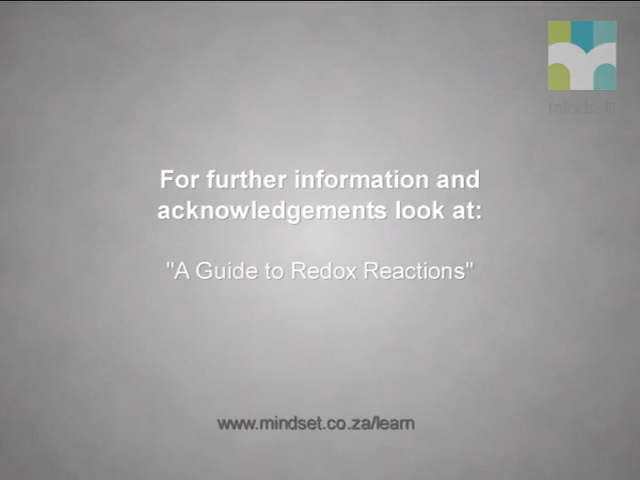 For further information and
acknowledgements look at:
"A Guide to Redox Reactions"
www.mindset.co.za/learn